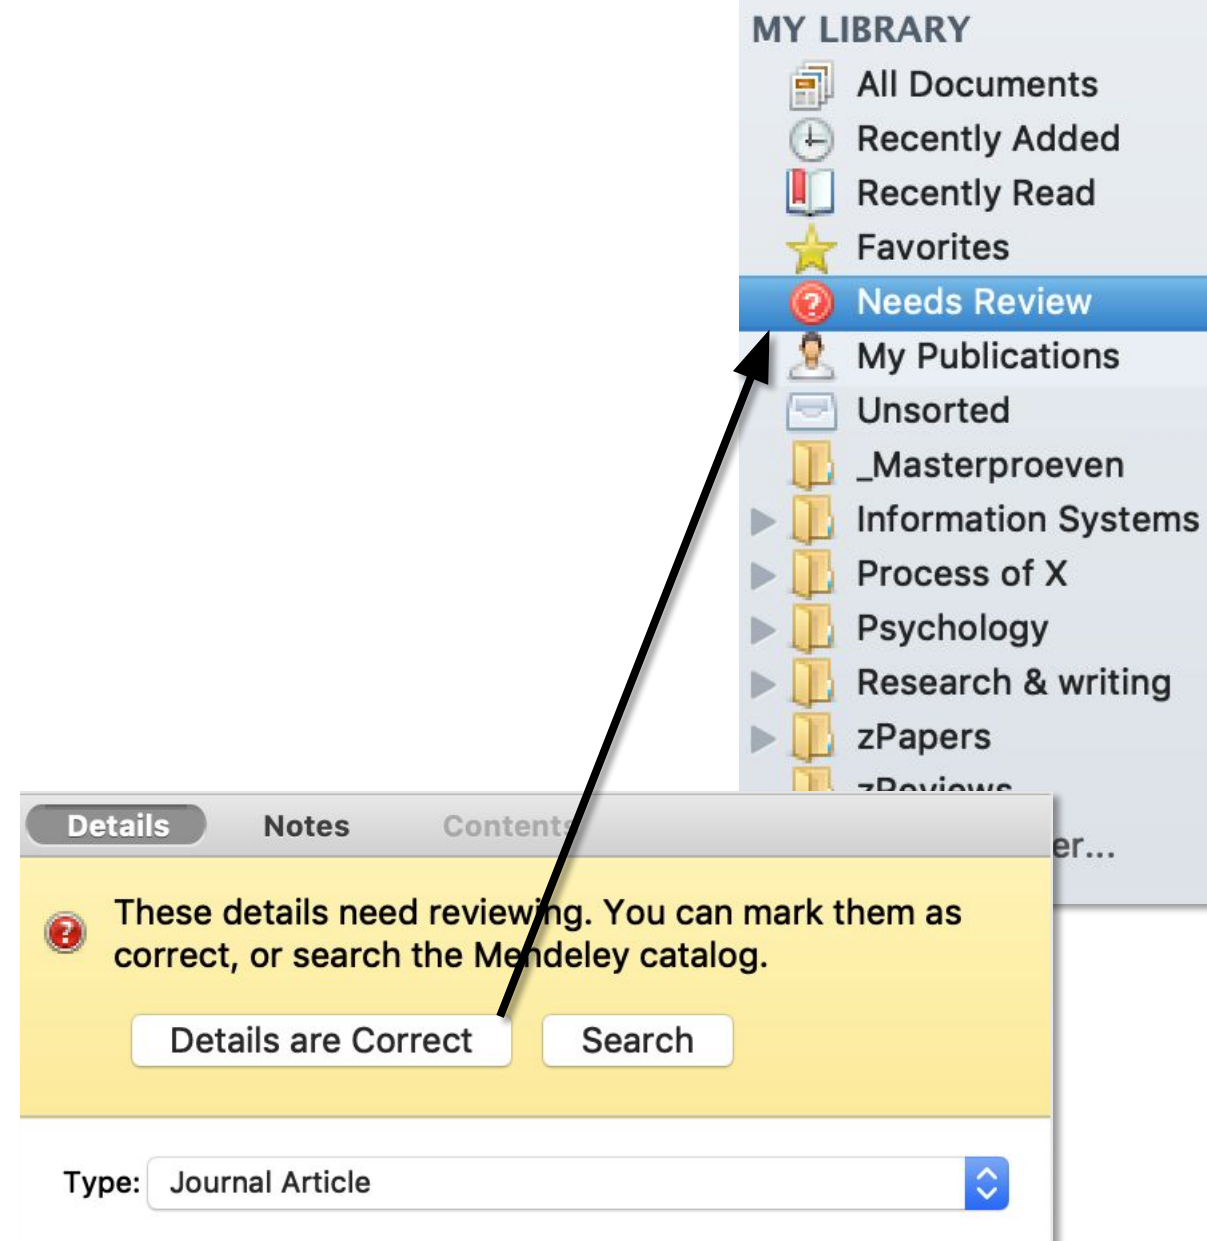 MY LIBRARY
All Documents
Recently Added
Recently Read
Favorites
Needs Review
My Publications
Unsorted
_Masterproeven
Information Systems
Process of X
Psychology
Research & writing
zPapers
zReviews
er...
Details Notes Contents
These details need reviewing. You can mark them as
correct, or search the Mendeley catalog.
Details are Correct Search
Type: Journal Article